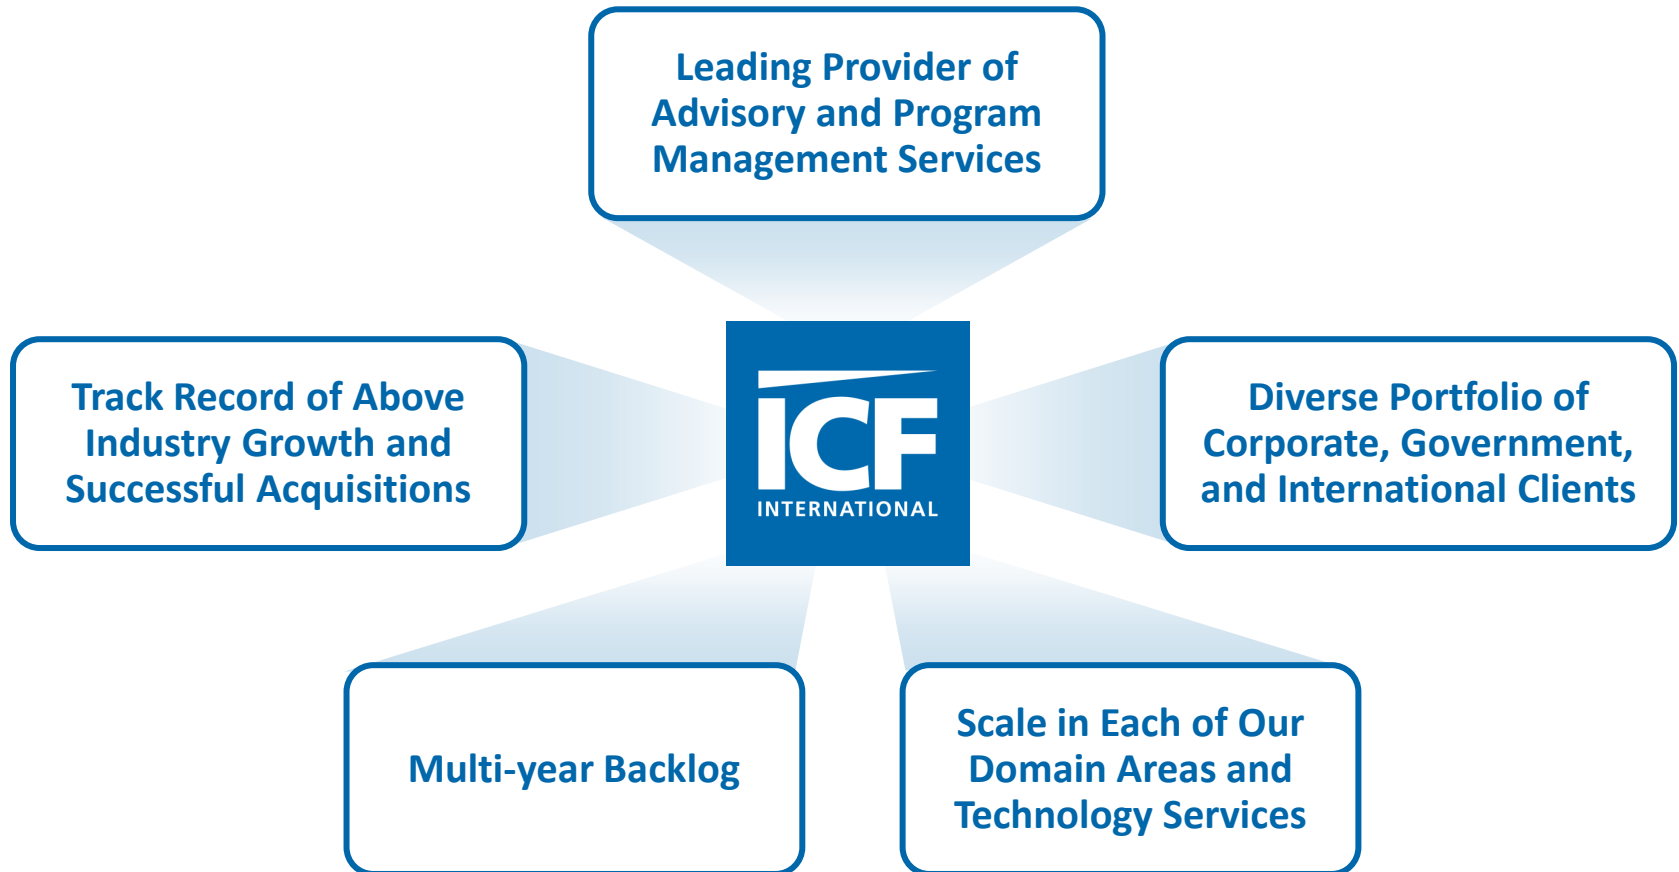 Leading Provider of
Advisory and Program
Management Services
Track Record of Above
Industry Growth and
Successful Acquisitions
ICF
INTERNATIONAL
Diverse Portfolio of
Corporate, Government,
and International Clients
Multi-year Backlog
Scale in Each of Our
Domain Areas and
Technology Services